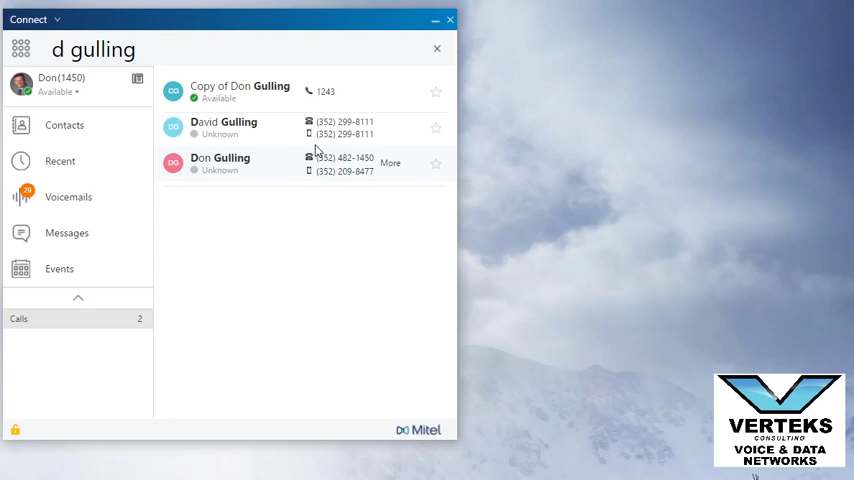 Connect
d gulling
Don(1450)
Available
Contacts
Recent
29
Voicemails
Messages
Events
Calls 2
CG
Copy of Don Gulling
Available
1243
DG
David Gulling
Unknown
(352) 299-8111
(352) 299-8111
DG
Don Gulling
Unknown
(352) 482-1450
(352) 209-8477
More
Mitel
VERTEKS
CONSULTING
VOICE & DATA
NETWORKS